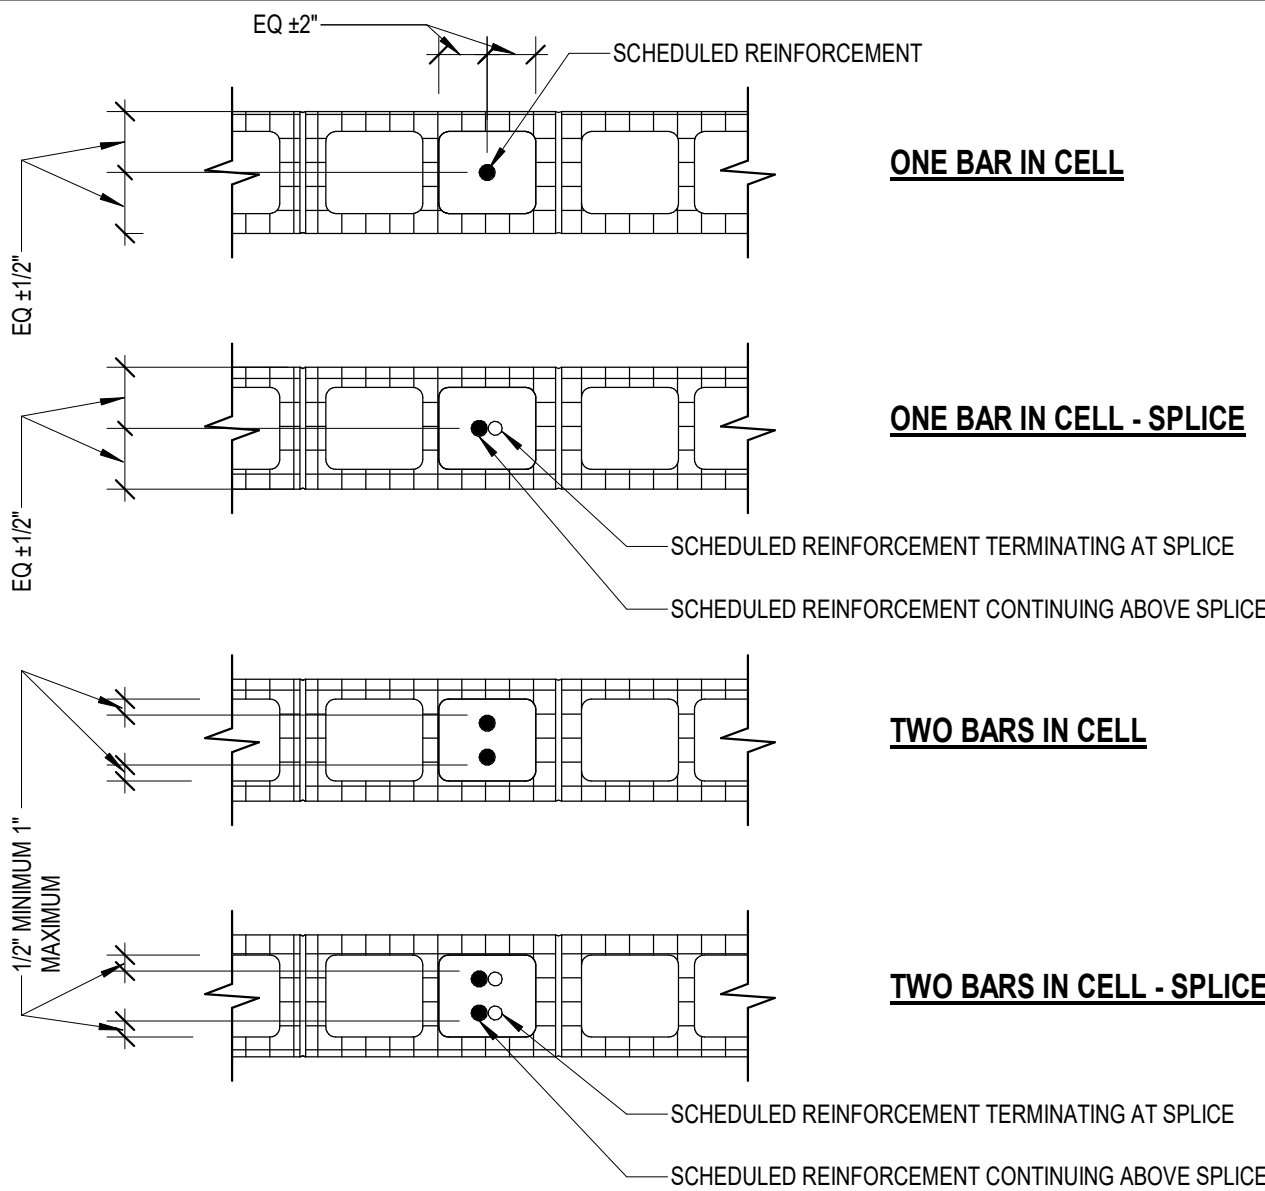 EQ ±2"
SCHEDULED REINFORCEMENT
ONE BAR IN CELL
EQ ±1/2"
ONE BAR IN CELL - SPLICE
EQ ±1/2"
SCHEDULED REINFORCEMENT TERMINATING AT SPLICE
SCHEDULED REINFORCEMENT CONTINUING ABOVE SPLICE
TWO BARS IN CELL
1/2" MINIMUM 1"
MAXIMUM
TWO BARS IN CELL - SPLICE
SCHEDULED REINFORCEMENT TERMINATING AT SPLICE
SCHEDULED REINFORCEMENT CONTINUING ABOVE SPLICE